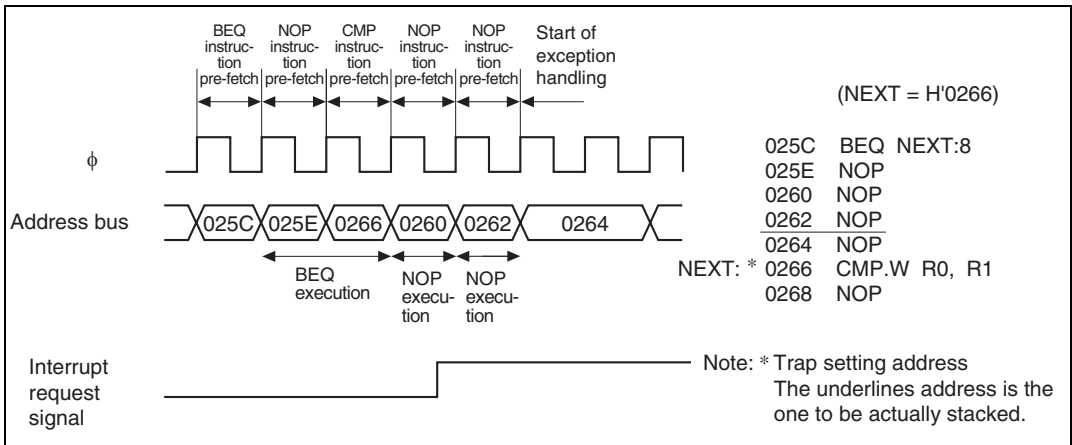 BEQ instruc- tion pre-fetch
NOP instruc- tion pre-fetch
CMP instruc- tion pre-fetch
NOP instruc- tion pre-fetch
NOP instruc- tion pre-fetch
Start of
exception
handling
(NEXT = H'0266)
ϕ
Address bus
025C 025E 0266 0260 0262 0264
BEQ
execution
NOP
execu-
tion
NOP
execu-
tion
025C BEQ NEXT:8
025E NOP
0260 NOP
0262 NOP
0264 NOP
NEXT: * 0266 CMP.W R0, R1
0268 NOP
Interrupt
request
signal
Note: * Trap setting address
The underlines address is the
one to be actually stacked.